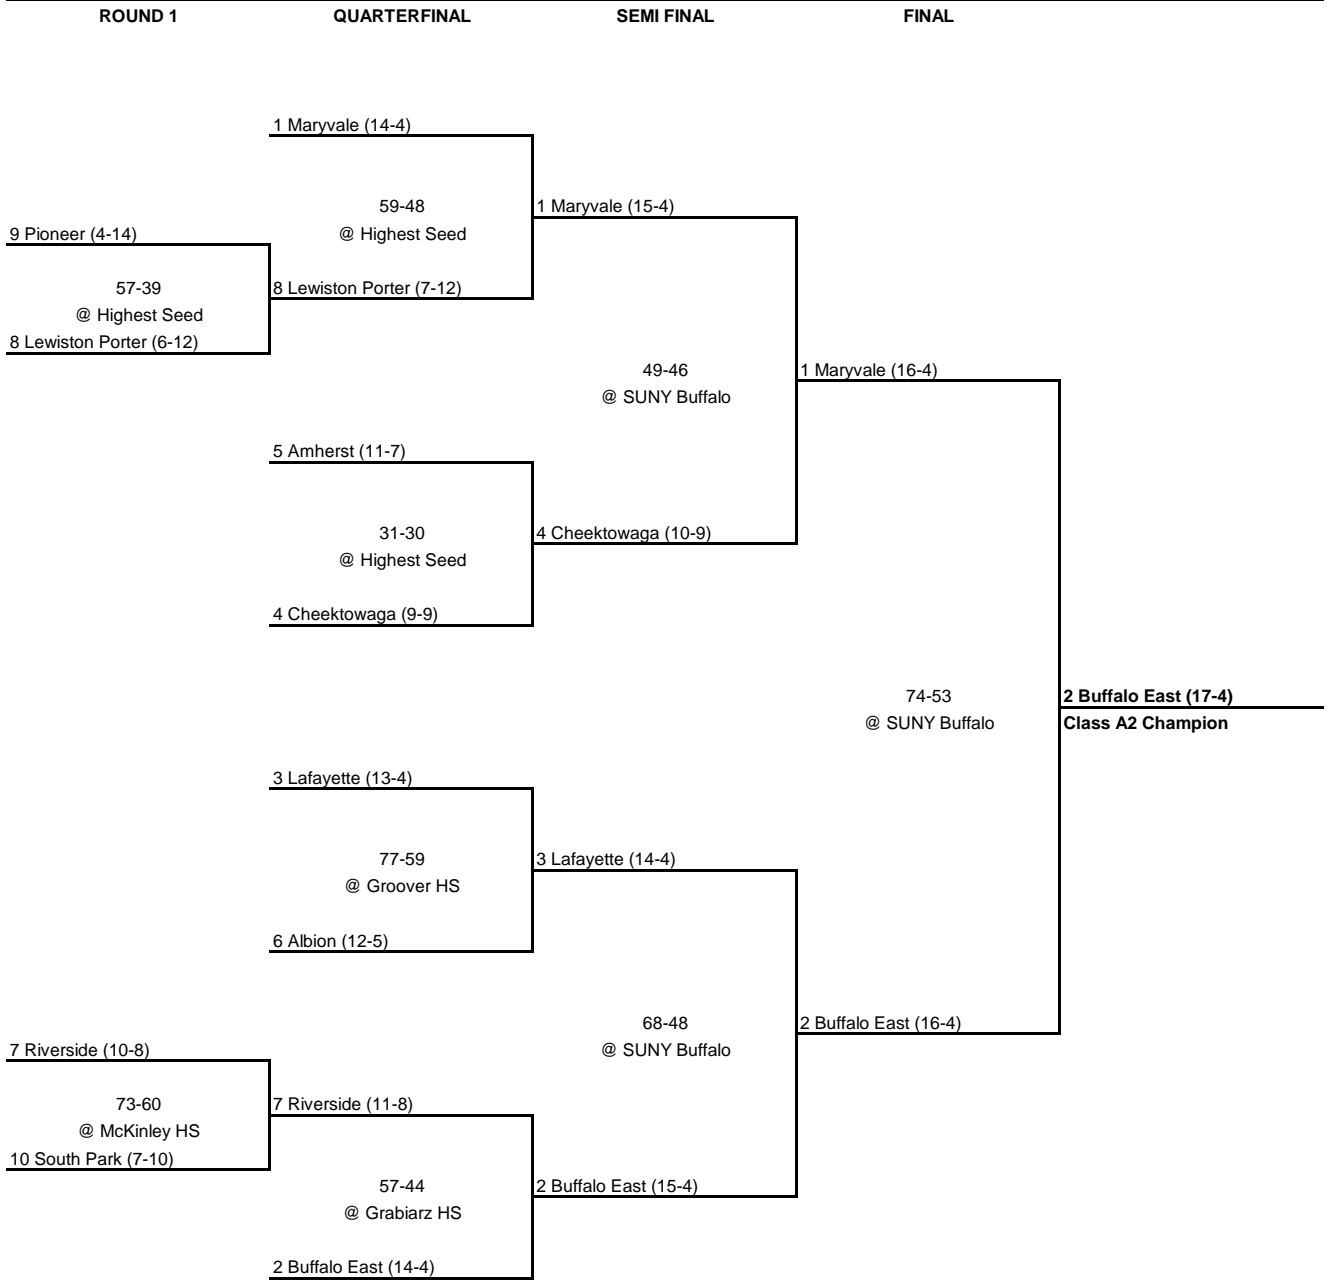 ROUND 1 QUARTERFINAL SEMI FINAL FINAL
1 Maryvale (14-4)
59-48
@ Highest Seed
1 Maryvale (15-4)
9 Pioneer (4-14)
57-39
@ Highest Seed
8 Lewiston Porter (7-12)
8 Lewiston Porter (6-12)
49-46
@ SUNY Buffalo
1 Maryvale (16-4)
5 Amherst (11-7)
31-30
@ Highest Seed
4 Cheektowaga (10-9)
4 Cheektowaga (9-9)
74-53
@ SUNY Buffalo
2 Buffalo East (17-4)
Class A2 Champion
3 Lafayette (13-4)
77-59
@ Groover HS
3 Lafayette (14-4)
6 Albion (12-5)
68-48
@ SUNY Buffalo
2 Buffalo East (16-4)
7 Riverside (10-8)
73-60
@ McKinley HS
7 Riverside (11-8)
10 South Park (7-10)
57-44
@ Grabiarz HS
2 Buffalo East (15-4)
2 Buffalo East (14-4)